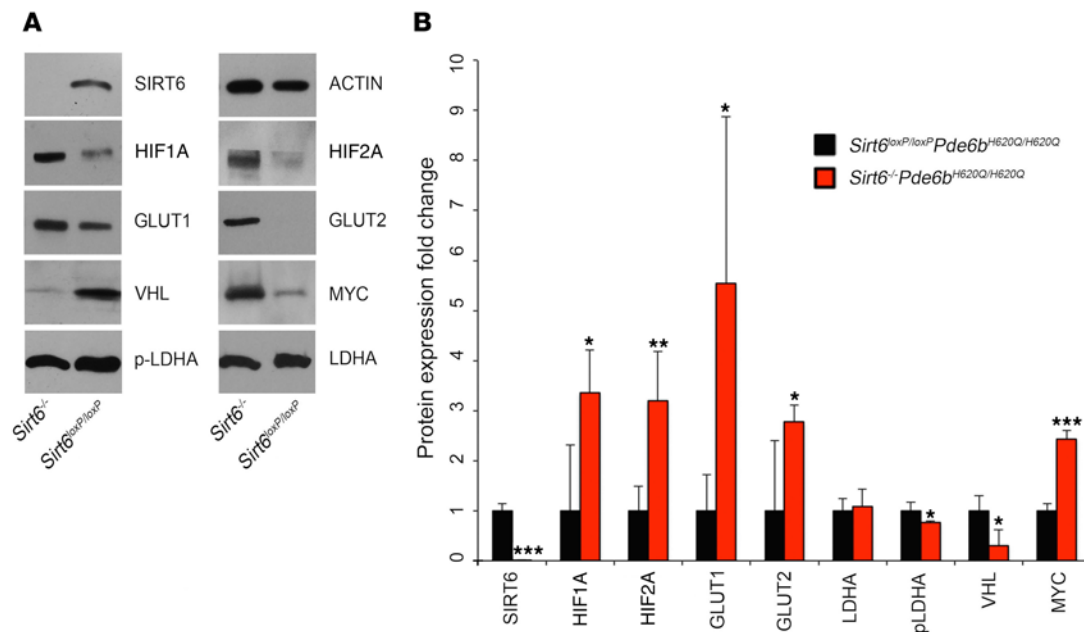 A
SIRT6
HIF1A
GLUT1
VHL
p-LDHA
ACTIN
HIF2A
GLUT2
MYC
LDHA
Sirt6-/-
Sirt6loxP/loxP
Sirt6-/-
Sirt6loxP/loxP
B
Protein expression fold change
10
9
8
7
6
5
4
3
2
1
0
Sirt6loxP/loxPPde6bH620Q/H620Q
Sirt6-/-Pde6bH620Q/H620Q
***
*
**
*
*
*
*
***
SIRT6
HIF1A
HIF2A
GLUT1
GLUT2
LDHA
pLDHA
VHL
MYC